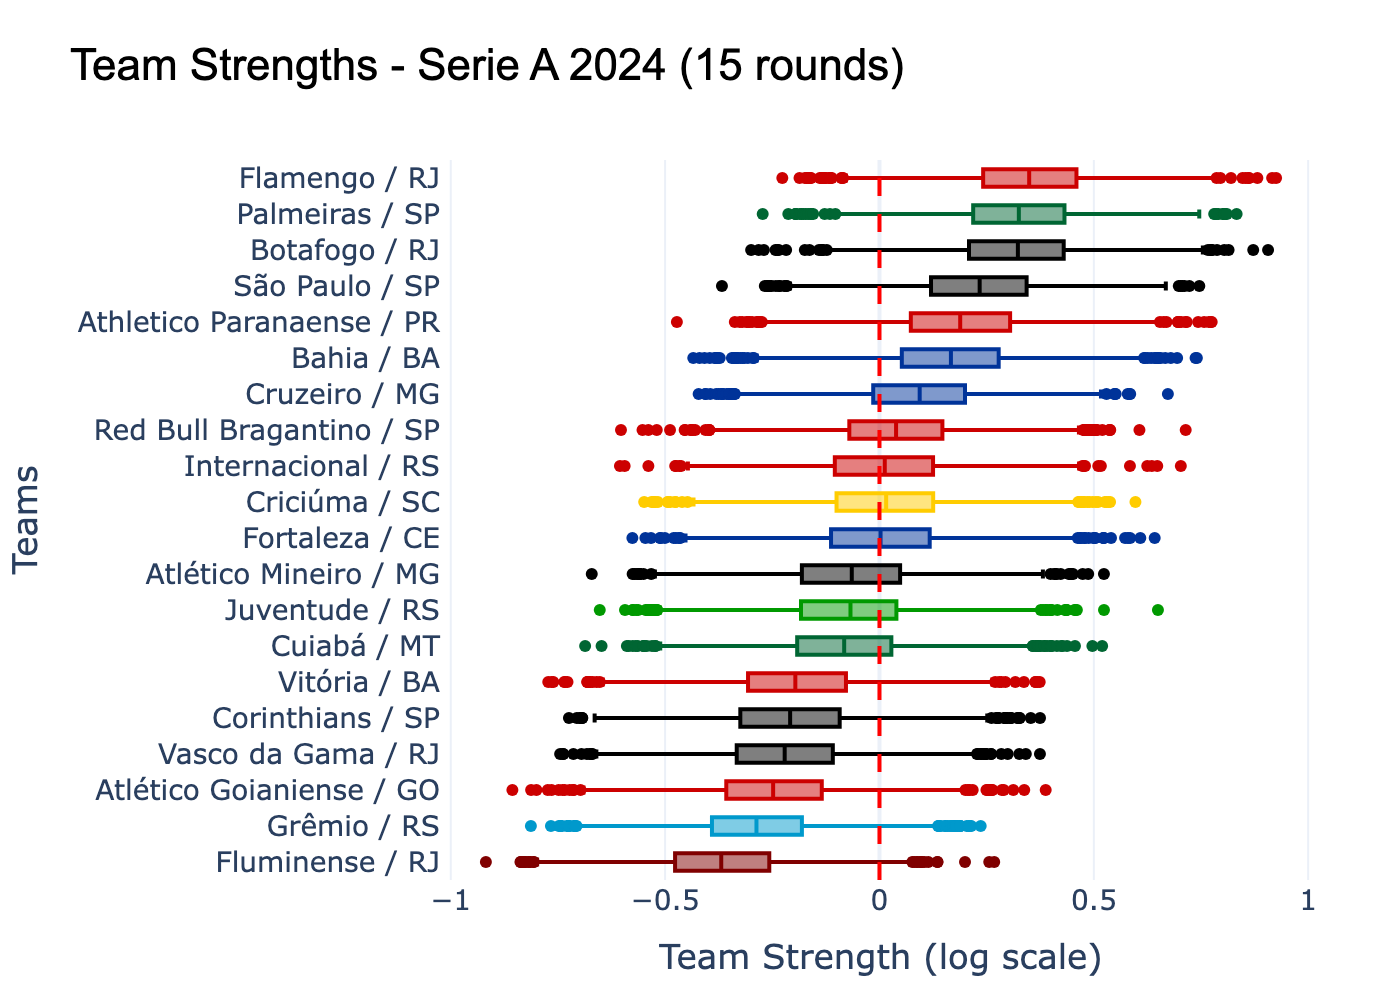 Team Strengths - Serie A 2024 (15 rounds)
Flamengo / RJ
Palmeiras / SP
Botafogo / RJ
São Paulo / SP
Athletico Paranaense / PR
Bahia / BA
Cruzeiro / MG
Red Bull Bragantino / SP
Internacional / RS
Criciúma / SC
Fortaleza / CE
Atlético Mineiro / MG
Juventude / RS
Cuiabá / MT
Vitória / BA
Corinthians / SP
Vasco da Gama / RJ
Atlético Goianiense / GO
Grêmio / RS
Fluminense / RJ
Teams
−1 −0.5 0 0.5 1
Team Strength (log scale)